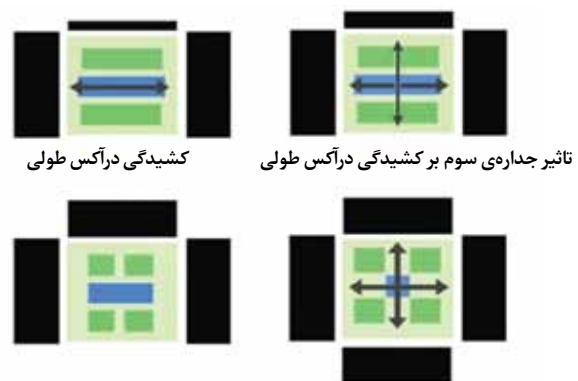 تاثیر جداره‌ی سوم بر کشیدگی درآکس طولی
کشیدگی درآکس طولی